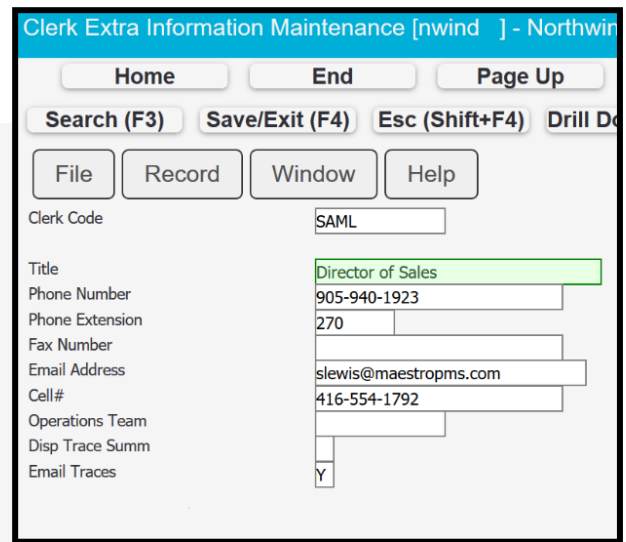 Clerk Extra Information Maintenance [nwind ] - Northwin
Home End Page Up
Search (F3) Save/Exit (F4) Esc (Shift+F4) Drill Do
File Record Window Help
Clerk Code SAML
Title Director of Sales
Phone Number 905-940-1923
Phone Extension 270
Fax Number
Email Address slewis@maestropms.com
Cell# 416-554-1792
Operations Team
Disp Trace Summ
Email Traces Y